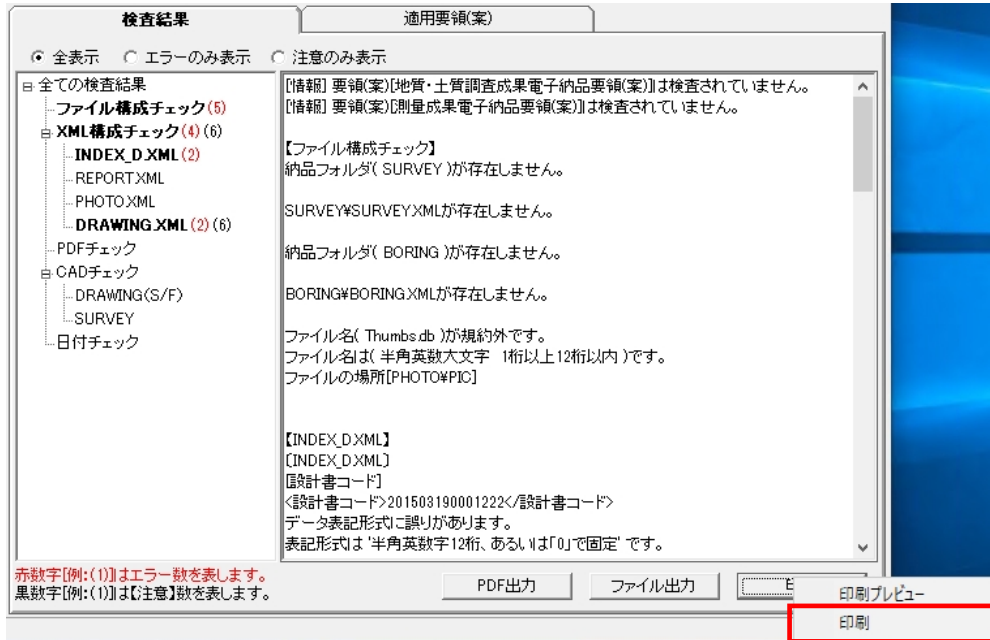 検査結果
適用要領(案)
全表示 エラーのみ表示 注意のみ表示
全ての検査結果
ファイル構成チェック(5)
XML構成チェック(4)(6)
INDEX_D.XML(2)
REPORT.XML
PHOTO.XML
DRAWING.XML(2)(6)
PDFチェック
CADチェック
DRAWING(S/F)
SURVEY
日付チェック
[情報] 要領(案)[地質・土質調査成果電子納品要領(案)]は検査されていません。
[情報] 要領(案)[測量成果電子納品要領(案)]は検査されていません。
【ファイル構成チェック】
納品フォルダ( SURVEY )が存在しません。
SURVEY¥SURVEY.XMLが存在しません。
納品フォルダ( BORING )が存在しません。
BORING¥BORING.XMLが存在しません。
ファイル名( Thumbs.db )が規約外です。
ファイル名は( 半角英数大文字 1桁以上12桁以内 )です。
ファイルの場所[PHOTO¥PIC]
【INDEX_D.XML】
〔INDEX_D.XML〕
[設計書コード]
<設計書コード>201503190001222</設計書コード>
データ表記形式に誤りがあります。
表記形式は '半角英数字12桁、あるいは「0」で固定' です。
赤数字[例:(1)]はエラー数を表します。
黒数字[例:(1)]は【注意】数を表します。
PDF出力 ファイル出力
印刷プレビュー
印刷